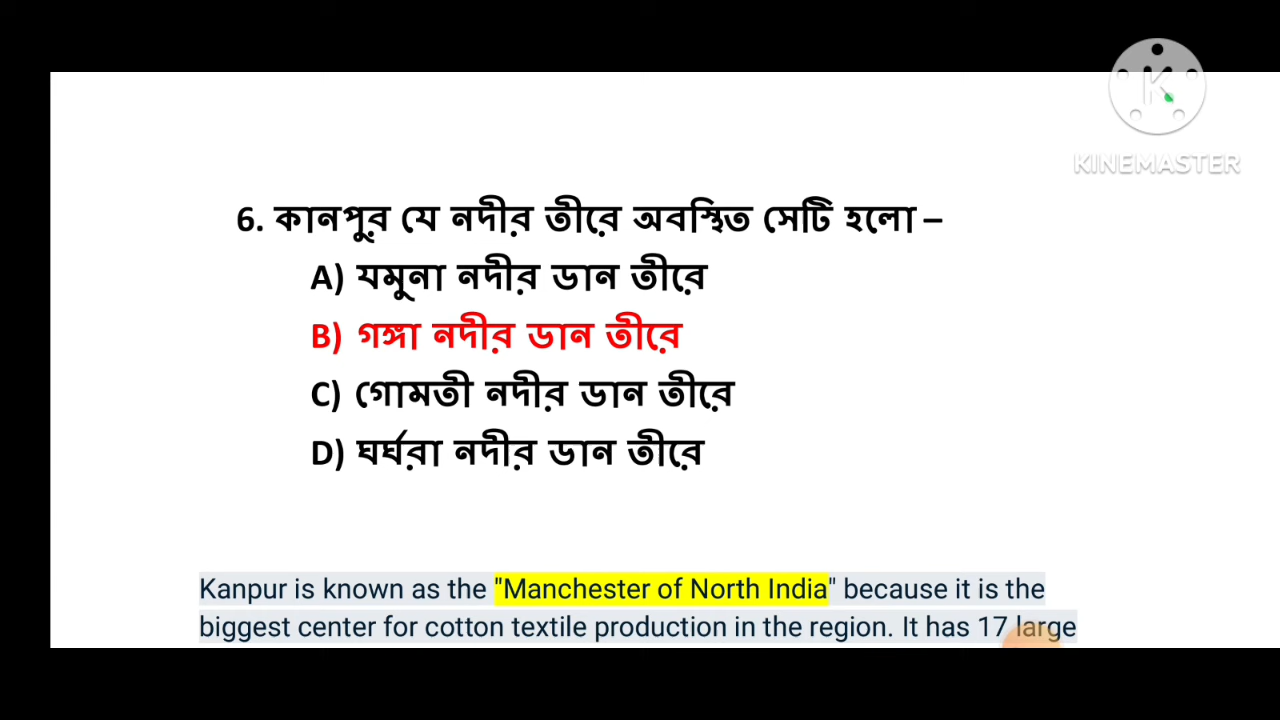 KINEMASTER
6. কানপুর যে নদীর তীরে অবস্থিত সেটি হলো –
A) যমুনা নদীর ডান তীরে
B) গঙ্গা নদীর ডান তীরে
C) গোমতী নদীর ডান তীরে
D) ঘর্ঘরা নদীর ডান তীরে
Kanpur is known as the "Manchester of North India" because it is the
biggest center for cotton textile production in the region. It has 17 large